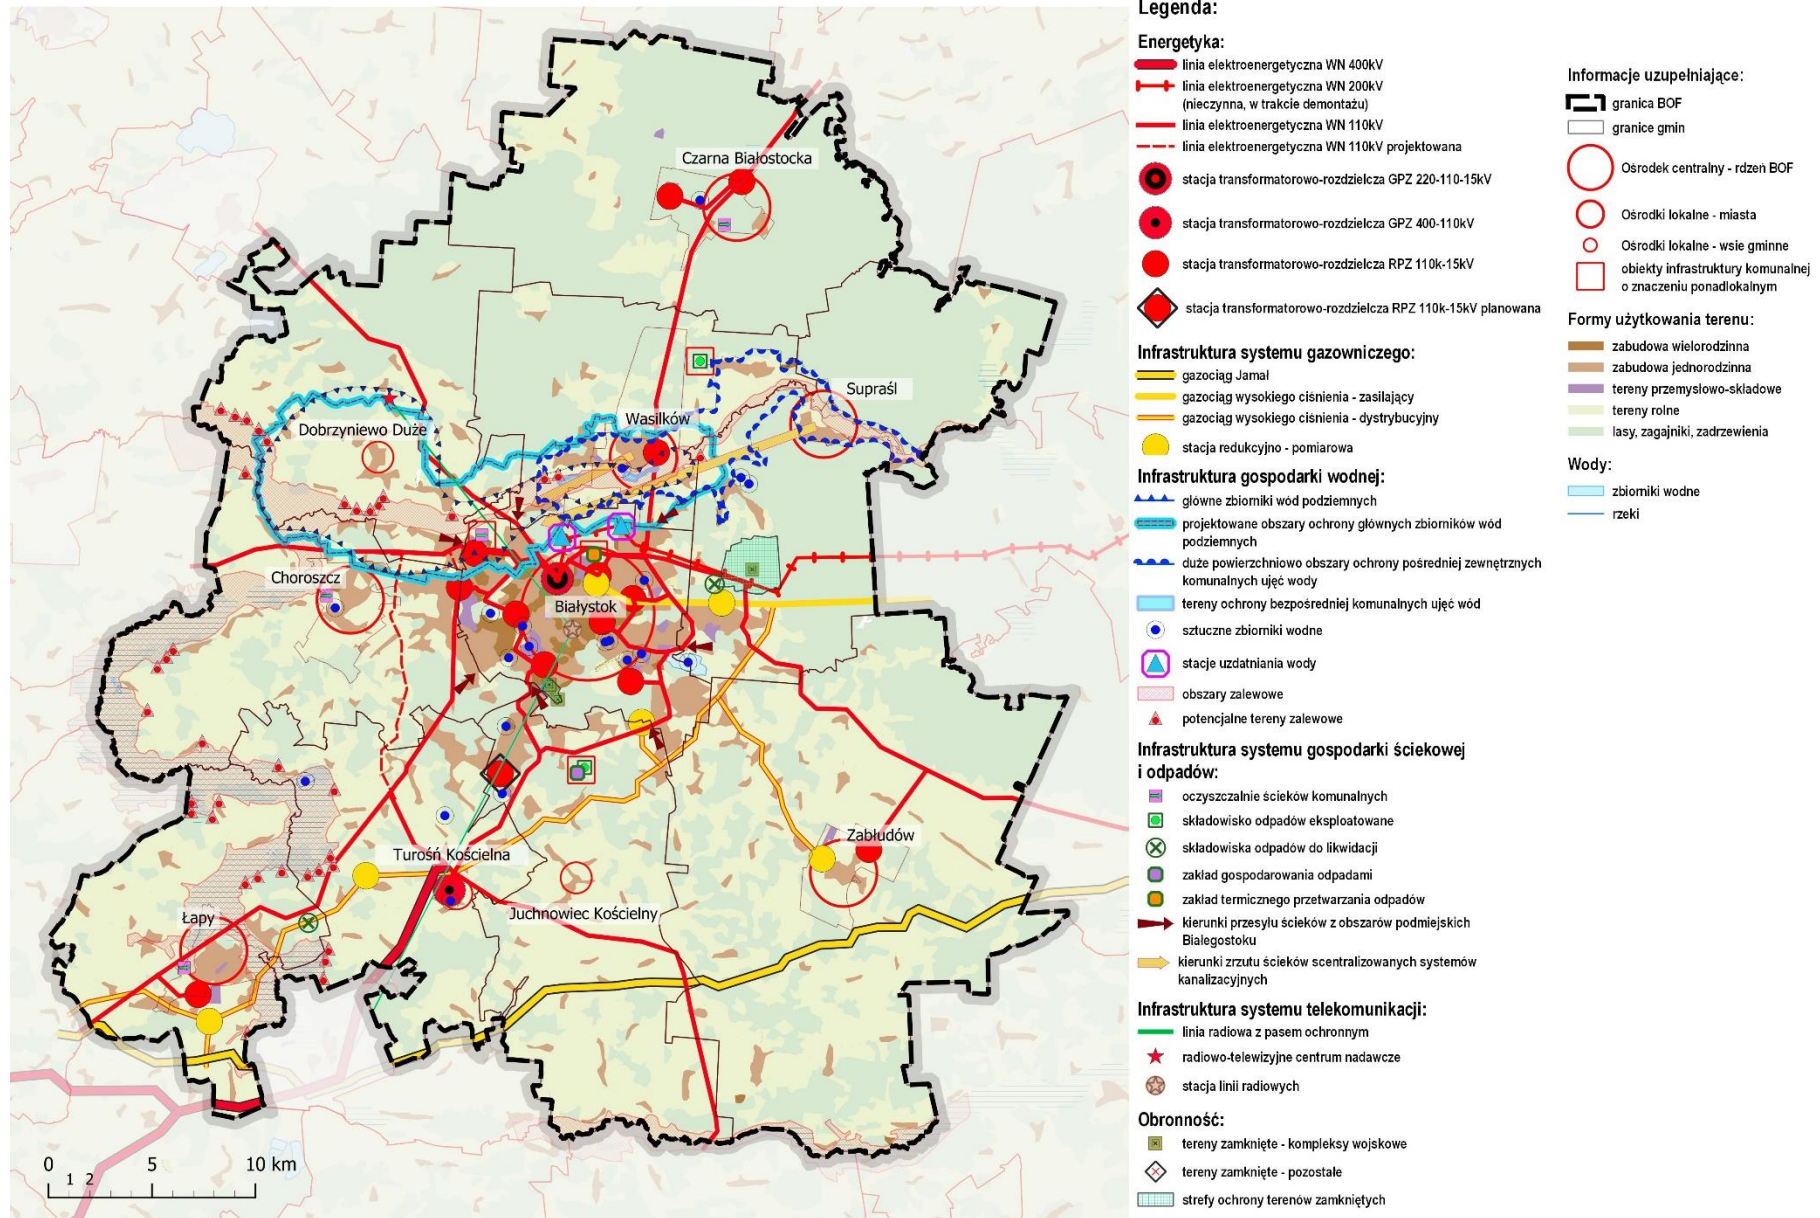 Czarna Białostocka
Supraśl
Wasilków
Dobrzyniewo Duże
Choroszcz
Białystok
Zabłudów
Turośń Kościelna
Juchnowiec Kościelny
Łapy
0 5 10 km
1 2
Legenda:
Energetyka:
linia elektroenergetyczna WN 400kV
linia elektroenergetyczna WN 200kV
(nieczynna, w trakcie demontażu)
linia elektroenergetyczna WN 110kV
linia elektroenergetyczna WN 110kV projektowana
stacja transformatorowo-rozdzielcza GPZ 220-110-15kV
stacja transformatorowo-rozdzielcza GPZ 400-110kV
stacja transformatorowo-rozdzielcza RPZ 110k-15kV
stacja transformatorowo-rozdzielcza RPZ 110k-15kV planowana
Infrastruktura systemu gazowniczego:
gazociąg Jamał
gazociąg wysokiego ciśnienia - zasilający
gazociąg wysokiego ciśnienia - dystrybucyjny
stacja redukcyjno - pomiarowa
Infrastruktura gospodarki wodnej:
główne zbiorniki wód podziemnych
projektowane obszary ochrony głównych zbiorników wód
podziemnych
duże powierzchniowo obszary ochrony pośredniej zewnętrznych
komunalnych ujęć wody
tereny ochrony bezpośredniej komunalnych ujęć wód
sztuczne zbiorniki wodne
stacje uzdatniania wody
obszary zalewowe
potencjalne tereny zalewowe
Infrastruktura systemu gospodarki ściekowej
i odpadów:
oczyszczalnie ścieków komunalnych
składowisko odpadów eksploatowane
składowiska odpadów do likwidacji
zakład gospodarowania odpadami
zakład termicznego przetwarzania odpadów
kierunki przesyłu ścieków z obszarów podmiejskich
Białegostoku
kierunki zrzutu ścieków scentralizowanych systemów
kanalizacyjnych
Infrastruktura systemu telekomunikacji:
linia radiowa z pasem ochronnym
radiowo-telewizyjne centrum nadawcze
stacja linii radiowych
Obronność:
tereny zamknięte - kompleksy wojskowe
tereny zamknięte - pozostałe
strefy ochrony terenów zamkniętych
Informacje uzupełniające:
granica BOF
granice gmin
Ośrodek centralny - rdzeń BOF
Ośrodki lokalne - miasta
Ośrodki lokalne - wsie gminne
obiekty infrastruktury komunalnej
o znaczeniu ponadlokalnym
Formy użytkowania terenu:
zabudowa wielorodzinna
zabudowa jednorodzinna
tereny przemysłowo-składowe
tereny rolne
lasy, zagajniki, zadrzewienia
Wody:
zbiorniki wodne
rzeki